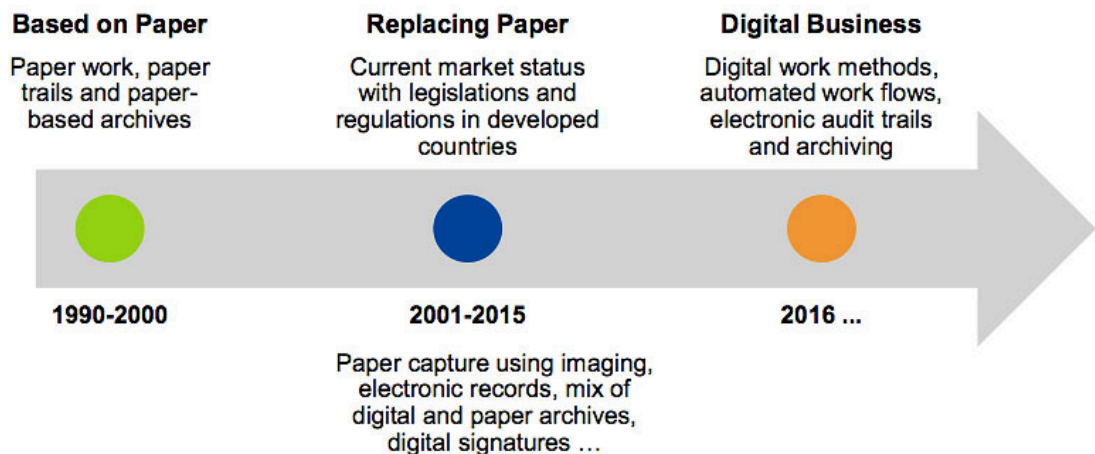 Based on Paper
Paper work, paper
trails and paper-
based archives
1990-2000
Replacing Paper
Current market status
with legislations and
regulations in developed
countries
2001-2015
Paper capture using imaging,
electronic records, mix of
digital and paper archives,
digital signatures ...
Digital Business
Digital work methods,
automated work flows,
electronic audit trails
and archiving
2016 ...